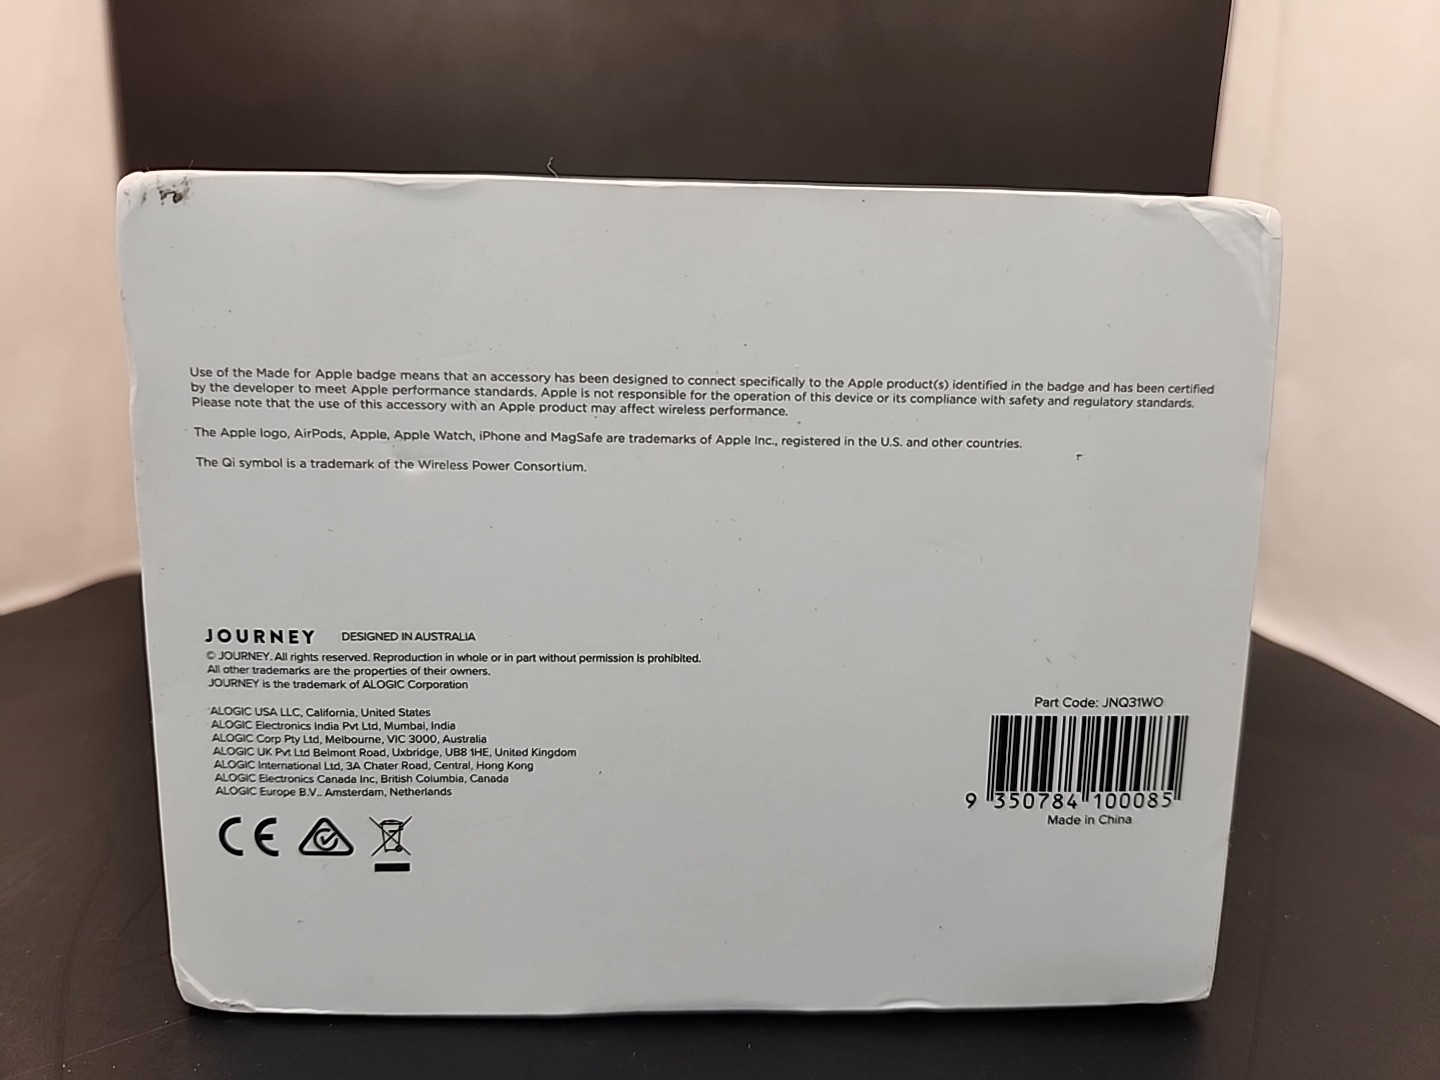 Use of the Made for Apple badge means that an accessory has been designed to connect specifically to the Apple product(s) identified in the badge and has been certified
by the developer to meet Apple performance standards. Apple is not responsible for the operation of this device or its compliance with safety and regulatory standards.
Please note that the use of this accessory with an Apple product may affect wireless performance.
The Apple logo, AirPods, Apple, Apple Watch, iPhone and MagSafe are trademarks of Apple Inc., registered in the U.S. and other countries.
The Qi symbol is a trademark of the Wireless Power Consortium.
JOURNEY DESIGNED IN AUSTRALIA
© JOURNEY. All rights reserved. Reproduction in whole or in part without permission is prohibited.
All other trademarks are the properties of their owners.
JOURNEY is the trademark of ALOGIC Corporation
ALOGIC USA LLC, California, United States
ALOGIC Electronics India Pvt Ltd, Mumbai, India
ALOGIC Corp Pty Ltd, Melbourne, VIC 3000, Australia
ALOGIC UK Pvt Ltd Belmont Road, Uxbridge, UB8 1HE, United Kingdom
ALOGIC International Ltd, 3A Chater Road, Central, Hong Kong
ALOGIC Electronics Canada Inc, British Columbia, Canada
ALOGIC Europe B.V.. Amsterdam, Netherlands
CE
Part Code: JNQ31WO
9 350784 100085
Made in China